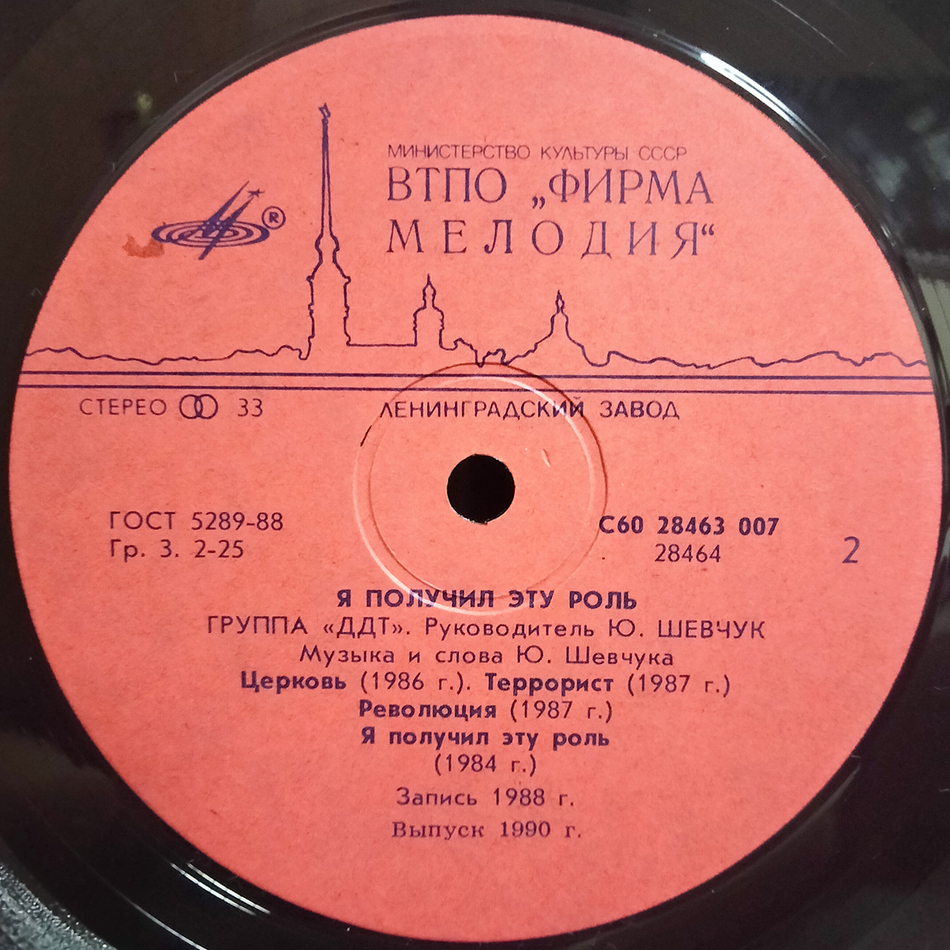 МИНИСТЕРСТВО КУЛЬТУРЫ СССР
ВТПО „ФИРМА
МЕЛОДИЯ“
®
СТЕРЕО 33
ЛЕНИНГРАДСКИЙ ЗАВОД
ГОСТ 5289-88
Гр. 3. 2-25
С60 28463 007
28464
2
Я ПОЛУЧИЛ ЭТУ РОЛЬ
ГРУППА «ДДТ». Руководитель Ю. ШЕВЧУК
Музыка и слова Ю. Шевчука
Церковь (1986 г.). Террорист (1987 г.)
Революция (1987 г.)
Я получил эту роль
(1984 г.)
Запись 1988 г.
Выпуск 1990 г.